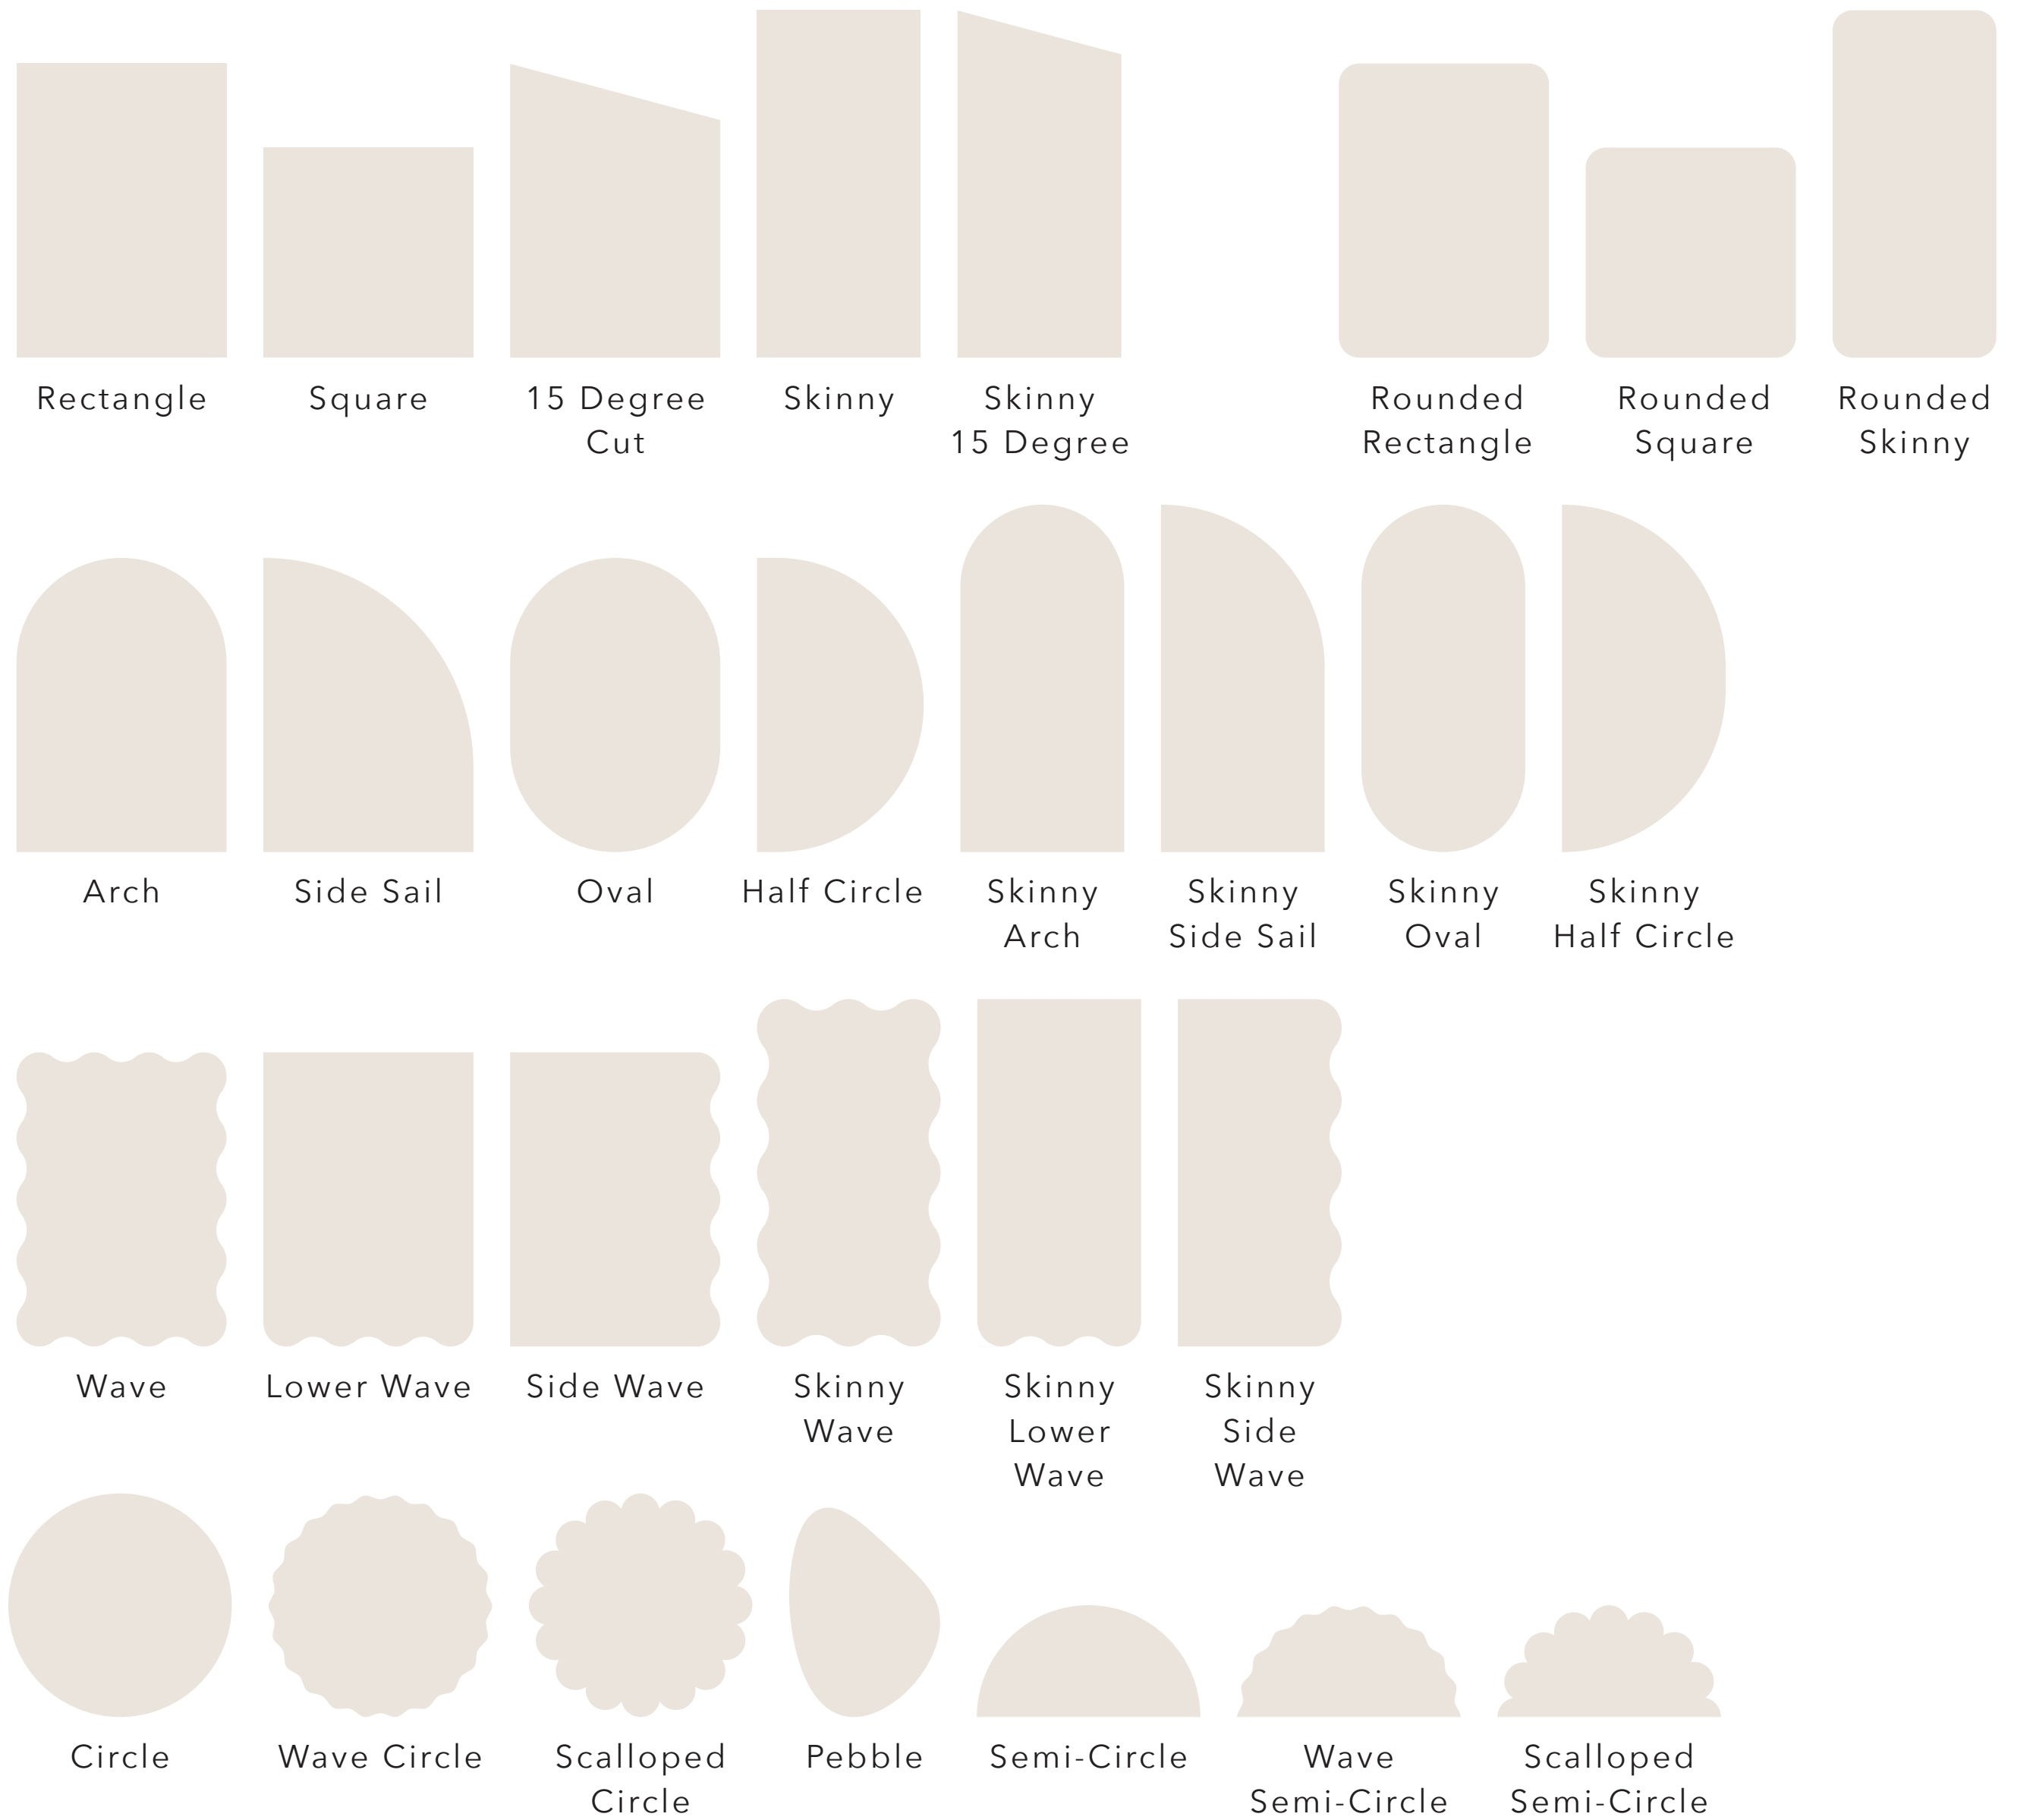 Rectangle
Square
15 Degree
Cut
Skinny
Skinny
15 Degree
Rounded
Rectangle
Rounded
Square
Rounded
Skinny
Arch
Side Sail
Oval
Half Circle
Skinny
Arch
Skinny
Side Sail
Skinny
Oval
Skinny
Half Circle
Wave
Lower Wave
Side Wave
Skinny
Wave
Skinny
Lower
Wave
Skinny
Side
Wave
Circle
Wave Circle
Scalloped
Circle
Pebble
Semi-Circle
Wave
Semi-Circle
Scalloped
Semi-Circle